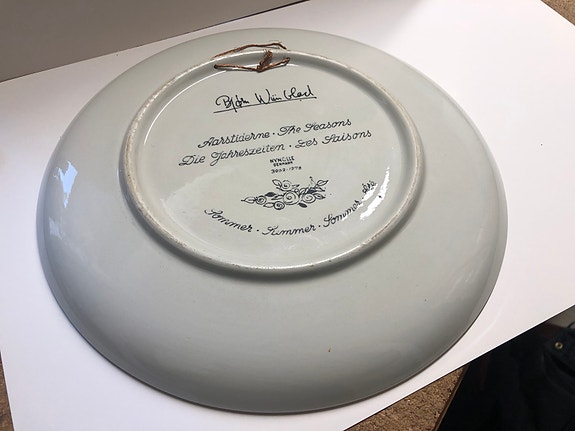 Bjørn Wiinblad
Aarstiderne · The Seasons
Die Jahreszeiten · Les Saisons
NYMØLLE
DENMARK
Sommer · Summer · Sommer · été